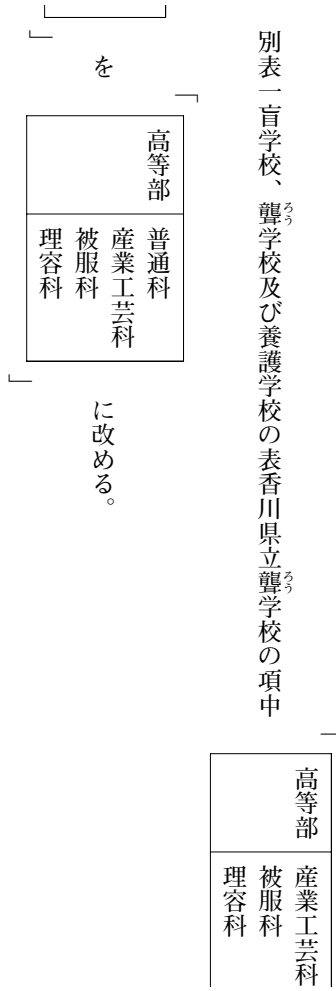 別表一盲学校、聾学校及び養護学校の表香川県立聾学校の項中
「
高等部
産業工芸科
被服科
理容科
」
を
「
高等部
普通科
産業工芸科
被服科
理容科
」
に改める。